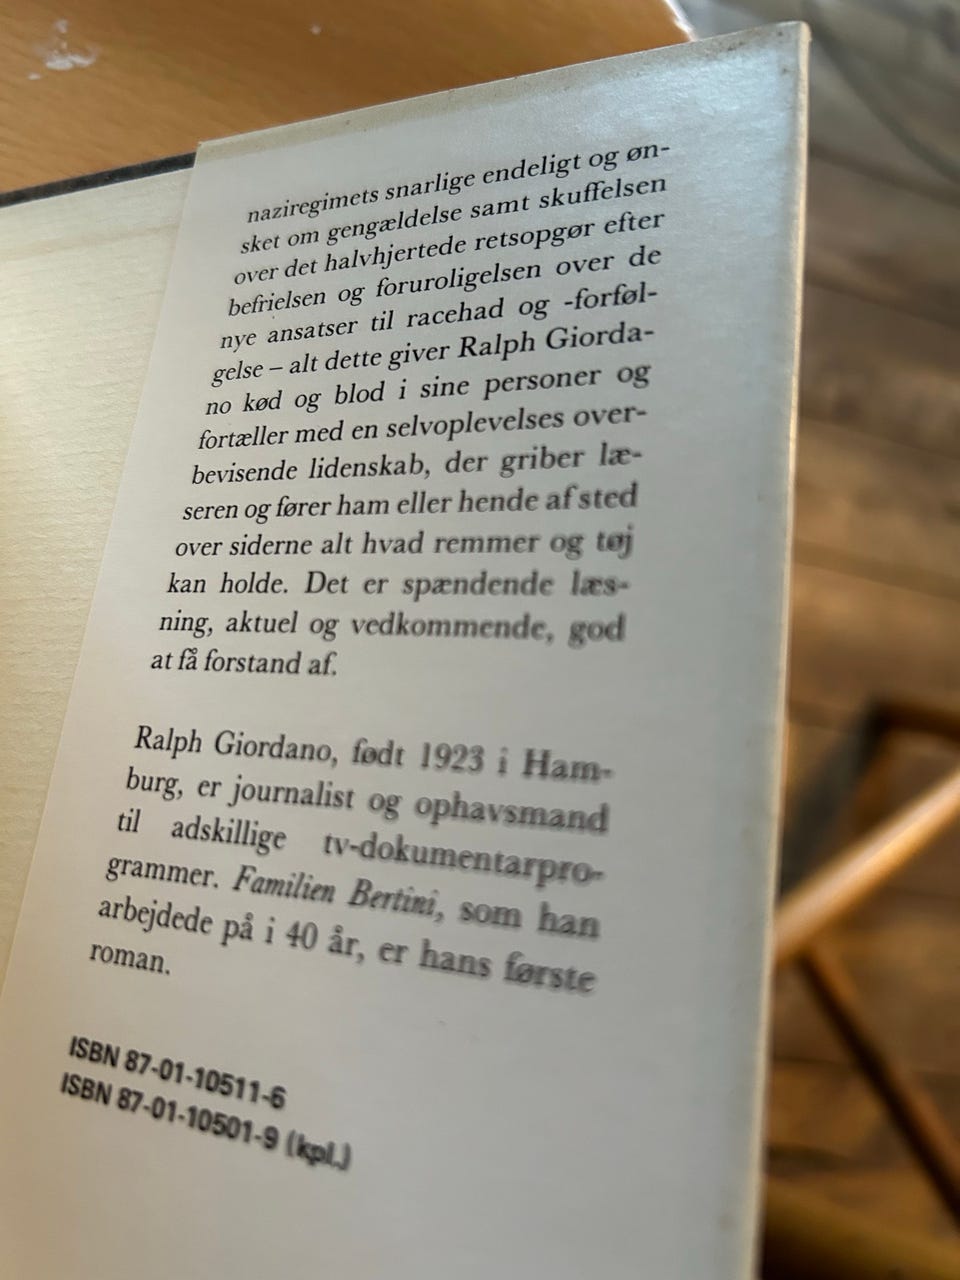 naziregimets snarlige endeligt og øn-
sket om gengældelse samt skuffelsen
over det halvhjertede retsopgør efter
befrielsen og foruroligelsen over de
nye ansatser til racehad og -forføl-
gelse – alt dette giver Ralph Giorda-
no kød og blod i sine personer og
fortæller med en selvoplevelses over-
bevisende lidenskab, der griber læ-
seren og fører ham eller hende af sted
over siderne alt hvad remmer og tøj
kan holde. Det er spændende læs-
ning, aktuel og vedkommende, god
at få forstand af.
Ralph Giordano, født 1923 i Ham-
burg, er journalist og ophavsmand
til adskillige tv-dokumentarpro-
grammer. Familien Bertini, som han
arbejdede på i 40 år, er hans første
roman.
ISBN 87-01-10511-6
ISBN 87-01-10501-9 (kpl.)